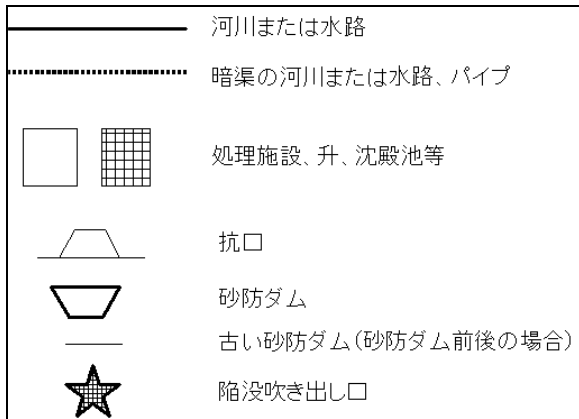 河川または水路
暗渠の河川または水路、パイプ
処理施設、升、沈殿池等
抗口
砂防ダム
古い砂防ダム(砂防ダム前後の場合)
陥没吹き出し口